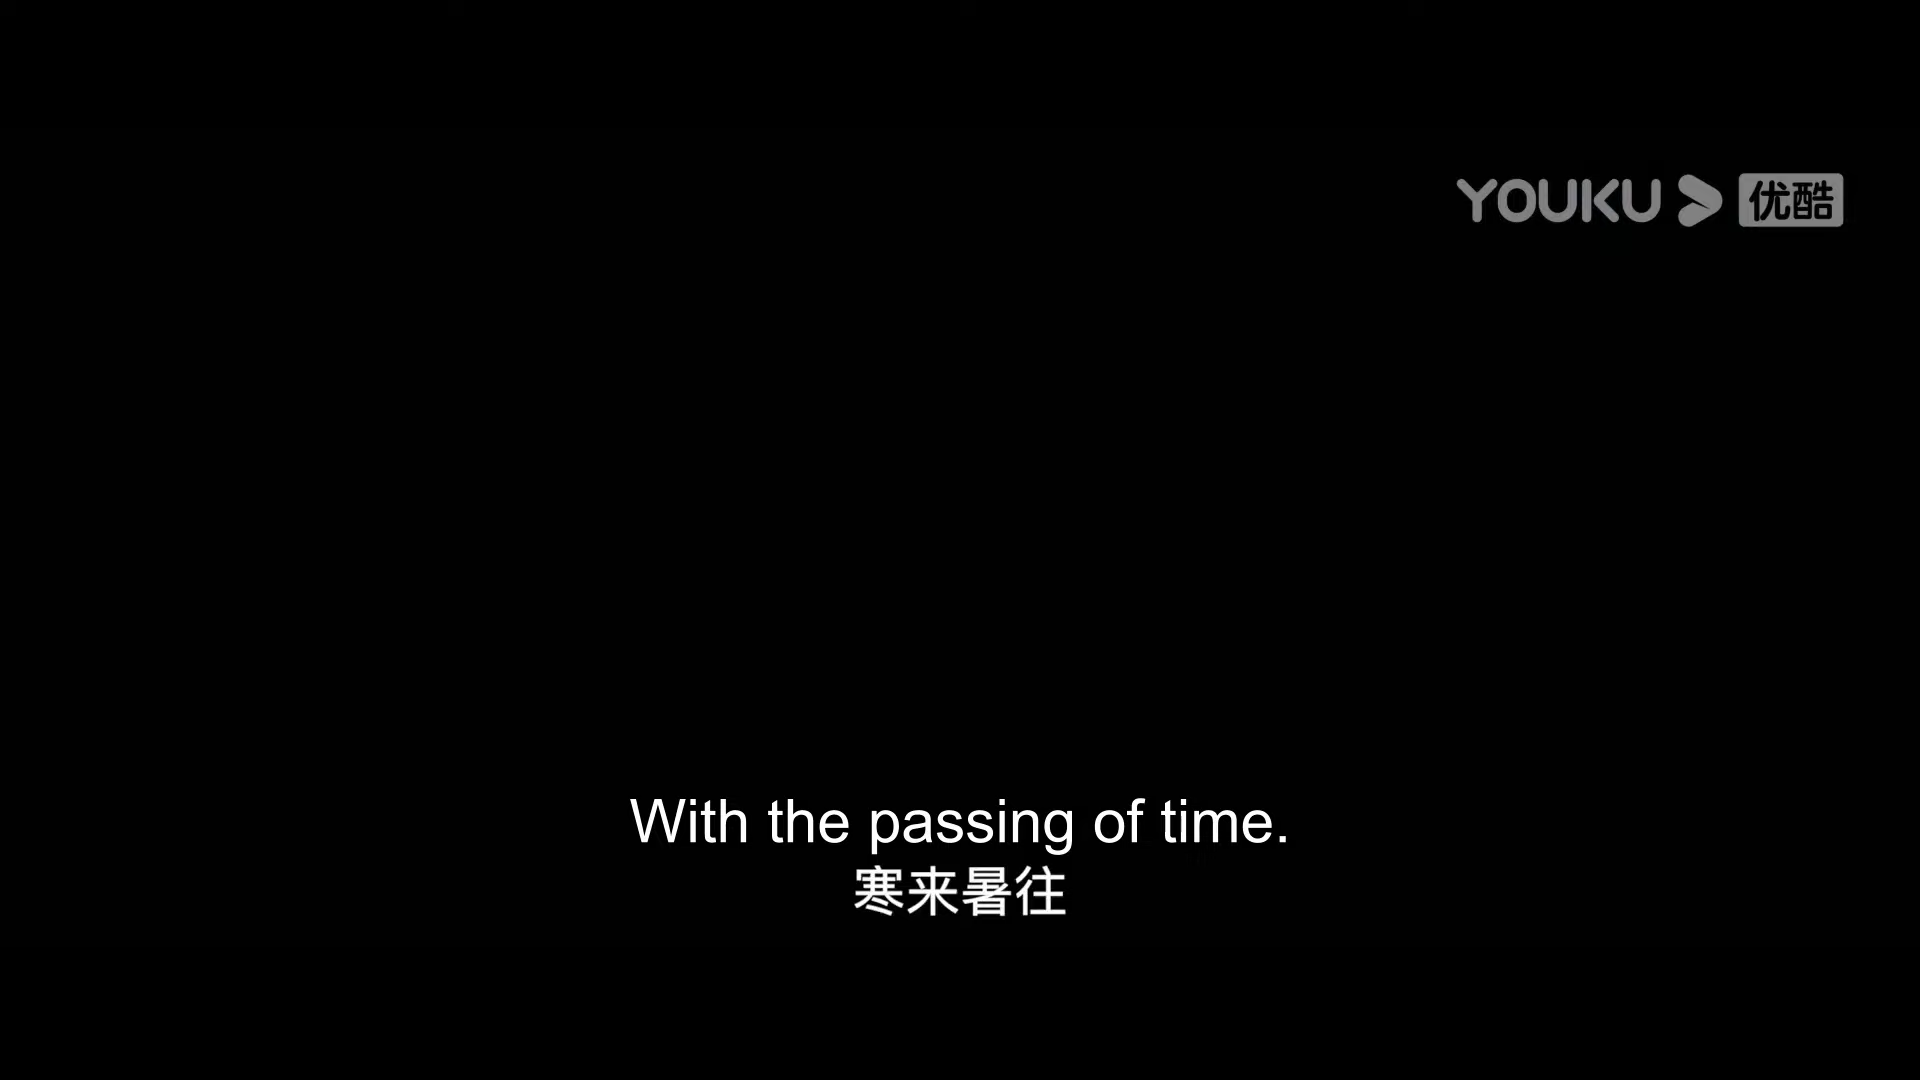 YOUKU 优酷
With the passing of time.
寒来暑往